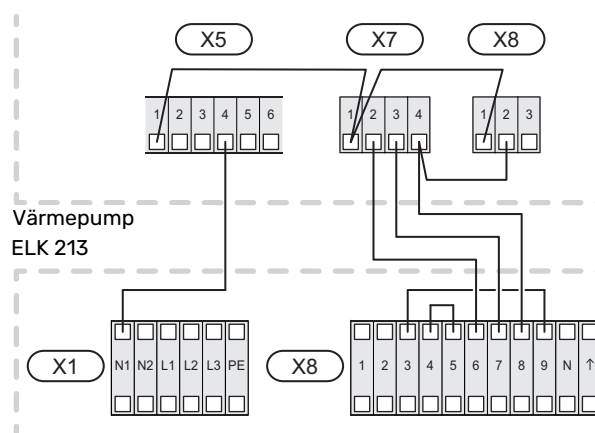 X5 X7 X8
1 2 3 4 5 6 1 2 3 4 1 2 3
Värmepump
ELK 213
X1 N1 N2 L1 L2 L3 PE X8 1 2 3 4 5 6 7 8 9 N ↑